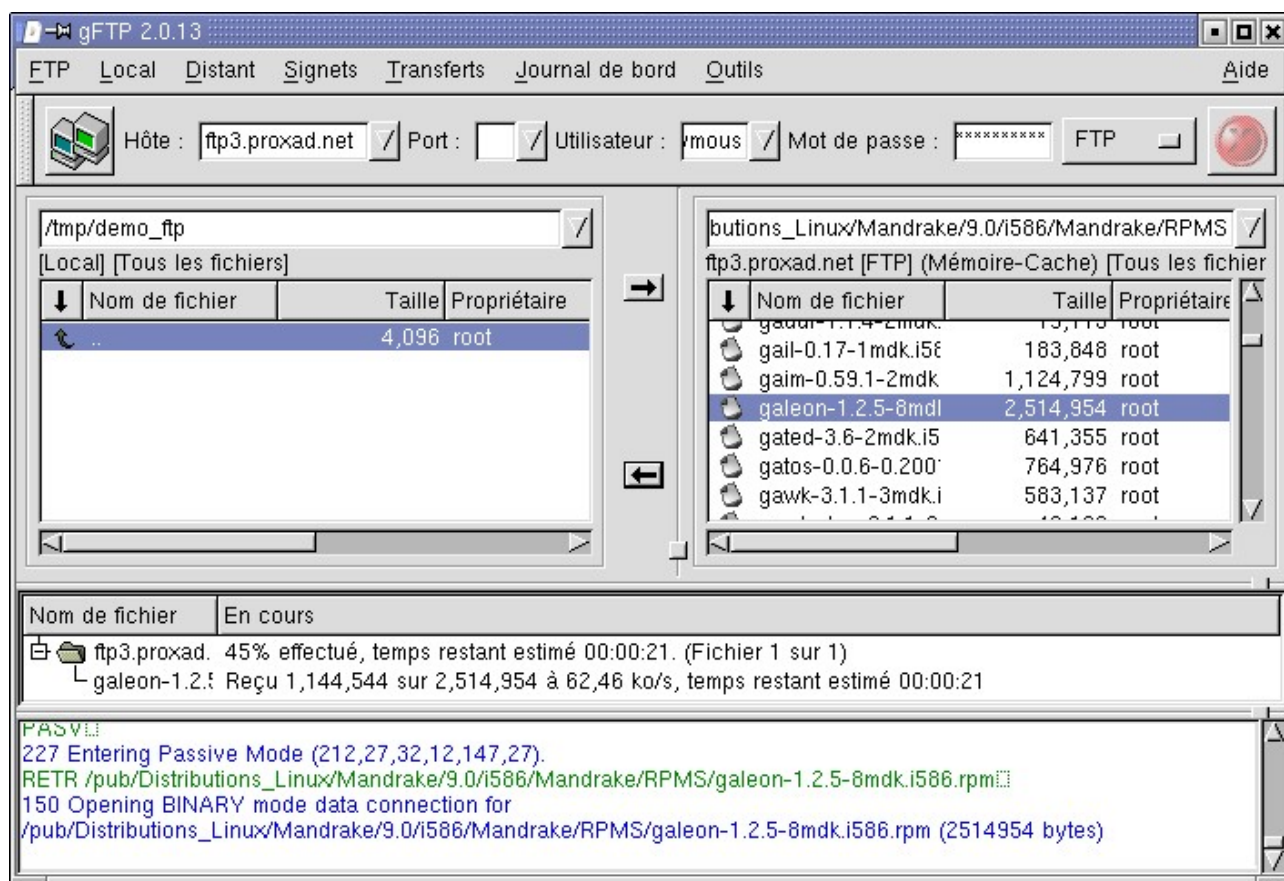 gFTP 2.0.13
FTP Local Distant Signets Transferts Journal de bord Outils Aide
Hôte : ftp3.proxad.net Port : Utilisateur : ymous Mot de passe : ********** FTP
/tmp/demo_ftp
[Local] [Tous les fichiers]
Nom de fichier Taille Propriétaire
.. 4,096 root
butions_Linux/Mandrake/9.0/i586/Mandrake/RPMS
ftp3.proxad.net [FTP] (Mémoire-Cache) [Tous les fichier
Nom de fichier Taille Propriétaire
gail-0.17-1mdk.i58 183,848 root
gaim-0.59.1-2mdk 1,124,799 root
galeon-1.2.5-8mdl 2,514,954 root
gated-3.6-2mdk.i5 641,355 root
gatos-0.0.6-0.200 764,976 root
gawk-3.1.1-3mdk.i 583,137 root
Nom de fichier En cours
ftp3.proxad. 45% effectué, temps restant estimé 00:00:21. (Fichier 1 sur 1)
galeon-1.2.5 Reçu 1,144,544 sur 2,514,954 à 62,46 ko/s, temps restant estimé 00:00:21
PASV
227 Entering Passive Mode (212,27,32,12,147,27).
RETR /pub/Distributions_Linux/Mandrake/9.0/i586/Mandrake/RPMS/galeon-1.2.5-8mdk.i586.rpm
150 Opening BINARY mode data connection for
/pub/Distributions_Linux/Mandrake/9.0/i586/Mandrake/RPMS/galeon-1.2.5-8mdk.i586.rpm (2514954 bytes)